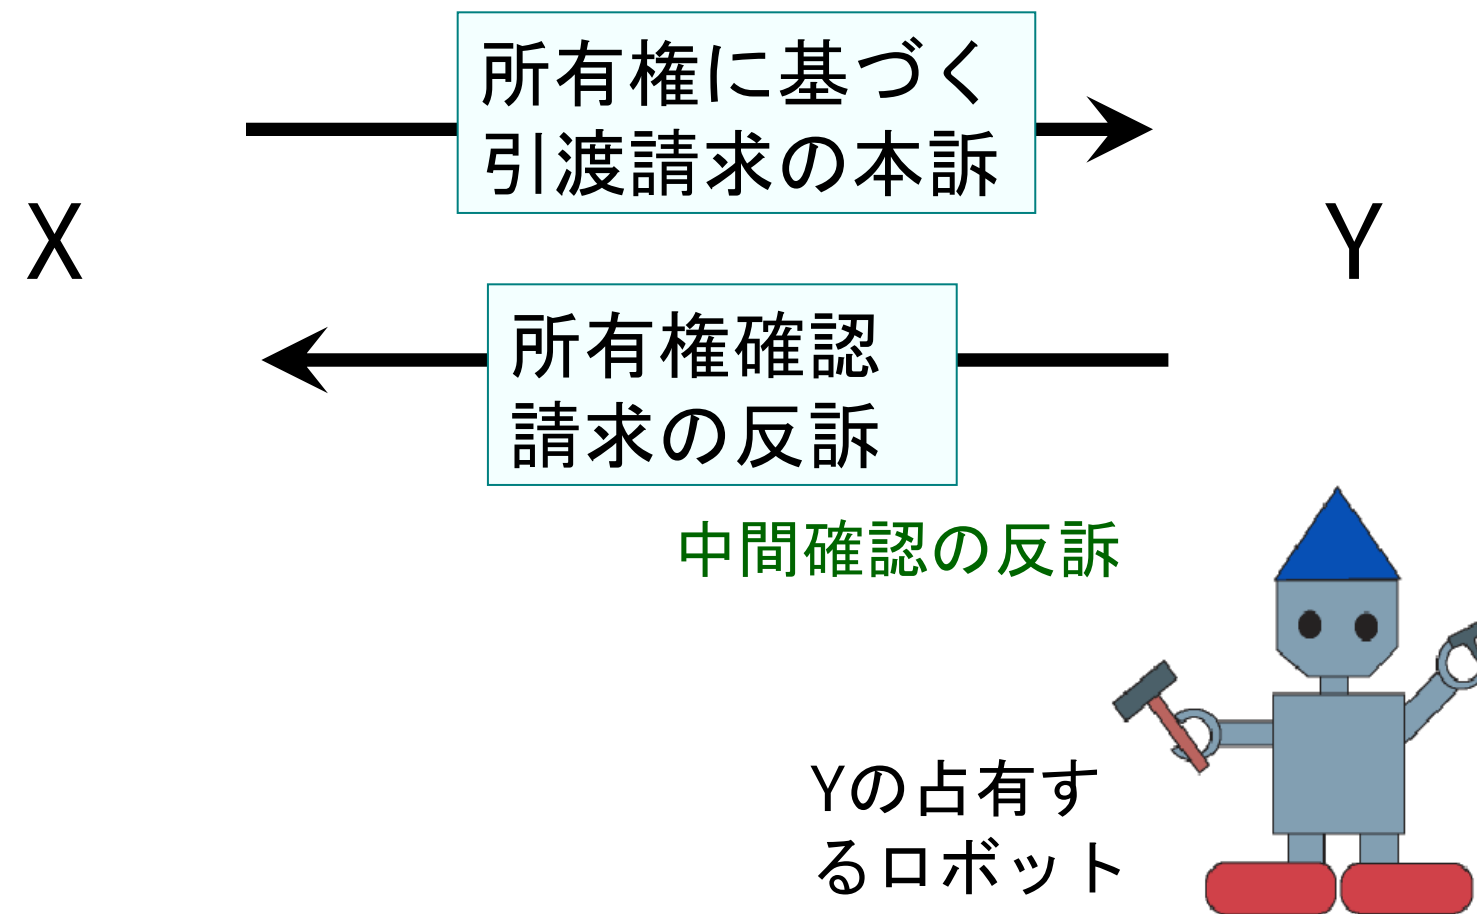 所有権に基づく
引渡請求の本訴
X
Y
所有権確認
請求の反訴
中間確認の反訴
Yの占有す
るロボット